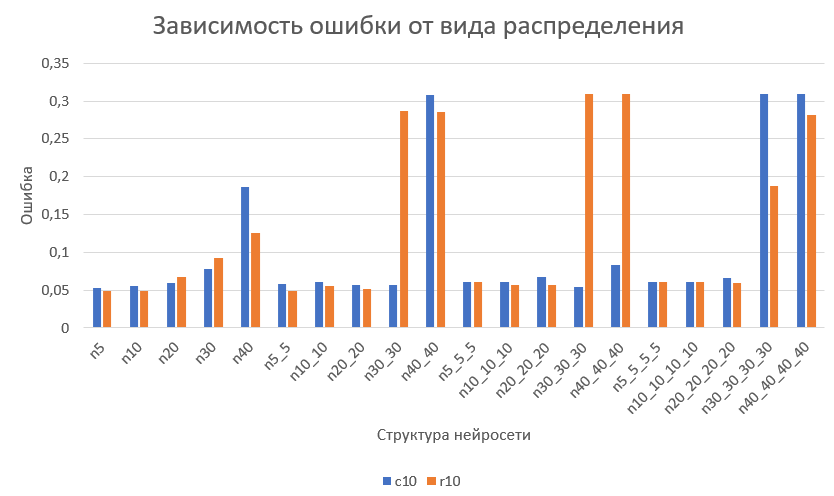 Зависимость ошибки от вида распределения
0,35
0,3
0,25
0,2
0,15
0,1
0,05
0
Ошибка
n5
n10
n20
n30
n40
n5_5
n10_10
n20_20
n30_30
n40_40
n5_5_5
n10_10_10
n20_20_20
n30_30_30
n40_40_40
n5_5_5_5
n10_10_10_10
n20_20_20_20
n30_30_30_30
n40_40_40_40
Структура нейросети
c10 r10